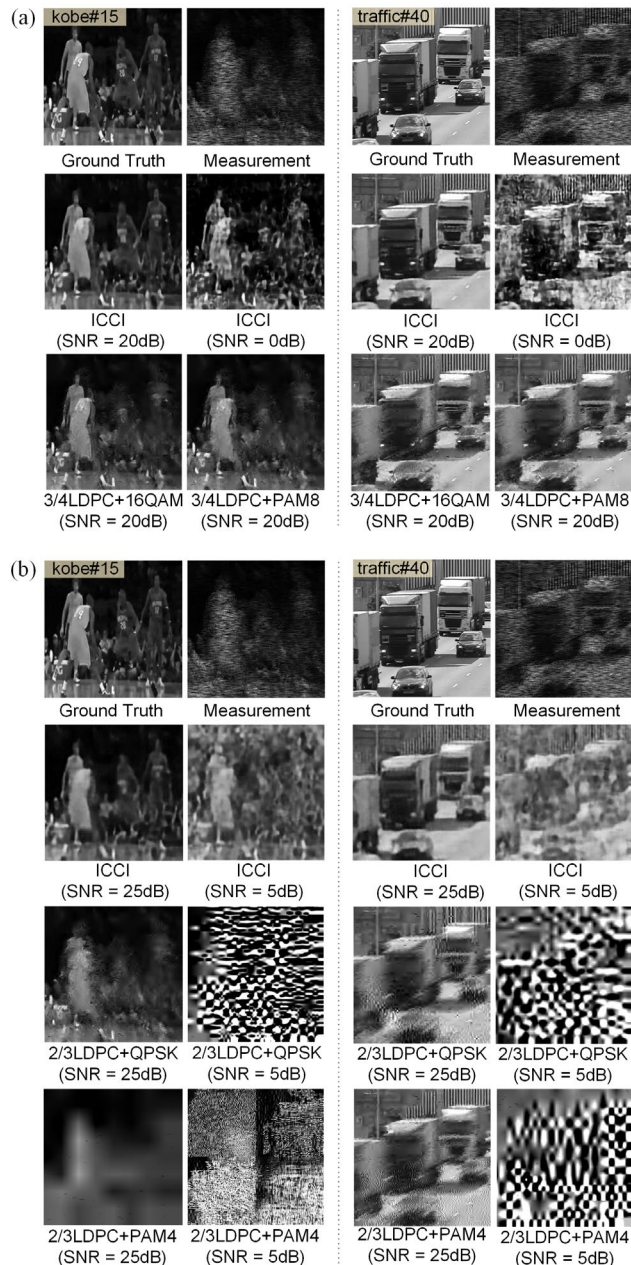 (a)
kobe#15
traffic#40
Ground Truth Measurement Ground Truth Measurement
ICCI ICCI ICCI ICCI
(SNR = 20dB) (SNR = 0dB) (SNR = 20dB) (SNR = 0dB)
3/4LDPC+16QAM 3/4LDPC+PAM8 3/4LDPC+16QAM 3/4LDPC+PAM8
(SNR = 20dB) (SNR = 20dB) (SNR = 20dB) (SNR = 20dB)
(b)
kobe#15
traffic#40
Ground Truth Measurement Ground Truth Measurement
ICCI ICCI ICCI ICCI
(SNR = 25dB) (SNR = 5dB) (SNR = 25dB) (SNR = 5dB)
2/3LDPC+QPSK 2/3LDPC+QPSK 2/3LDPC+QPSK 2/3LDPC+QPSK
(SNR = 25dB) (SNR = 5dB) (SNR = 25dB) (SNR = 5dB)
2/3LDPC+PAM4 2/3LDPC+PAM4 2/3LDPC+PAM4 2/3LDPC+PAM4
(SNR = 25dB) (SNR = 5dB) (SNR = 25dB) (SNR = 5dB)